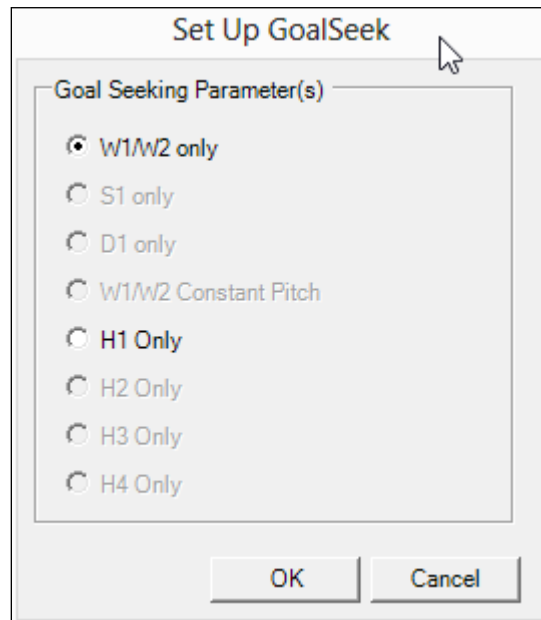 Set Up GoalSeek
Goal Seeking Parameter(s)
W1/W2 only
S1 only
D1 only
W1/W2 Constant Pitch
H1 Only
H2 Only
H3 Only
H4 Only
OK Cancel